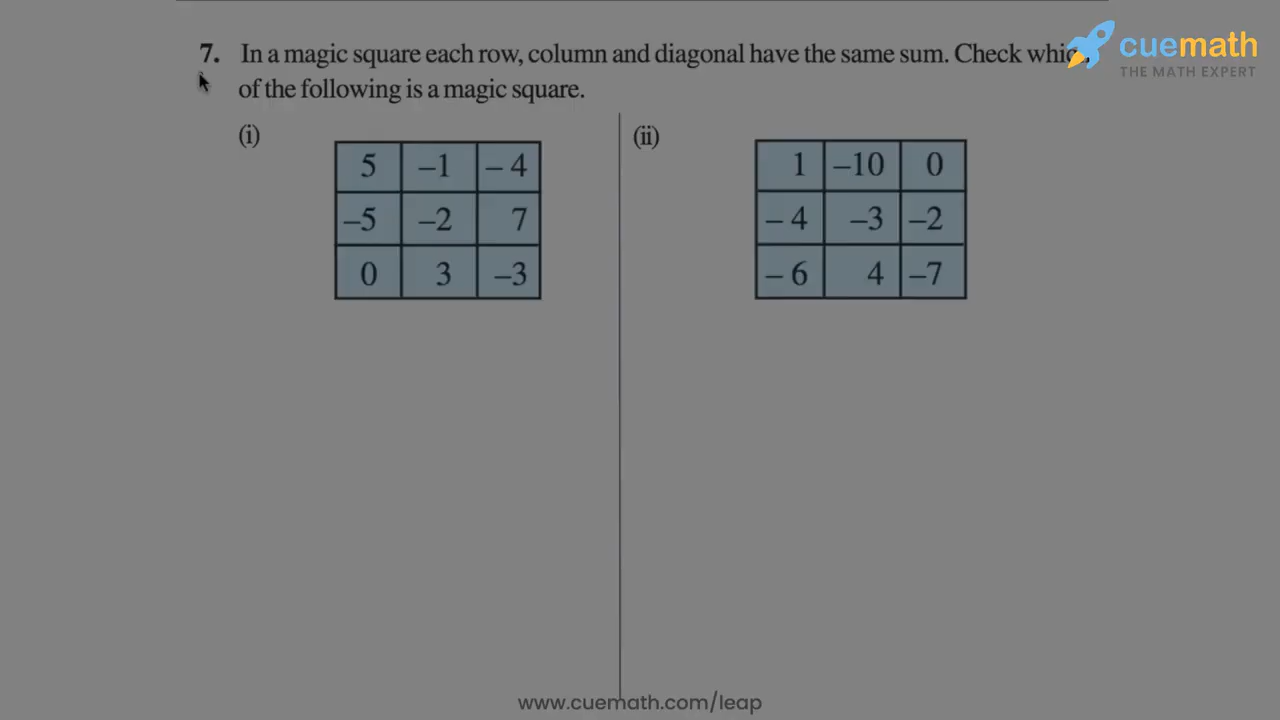 7. In a magic square each row, column and diagonal have the same sum. Check
of the following is a magic square.
(i)
5 –1 – 4
–5 –2 7
0 3 –3
(ii)
1 –10 0
– 4 –3 –2
– 6 4 –7
cuemath
THE MATH EXPERT
www.cuemath.com/leap